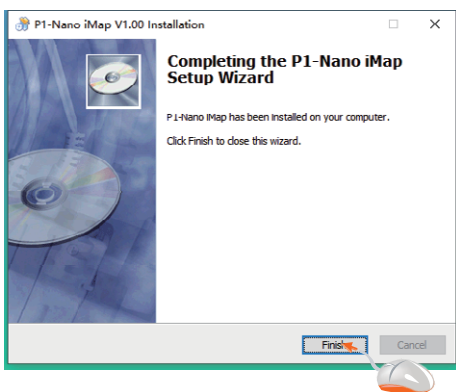 P1-Nano iMap V1.00 Installation
Completing the P1-Nano iMap
Setup Wizard
P1-Nano iMap has been installed on your computer.
Click Finish to close this wizard.
Finish
Cancel